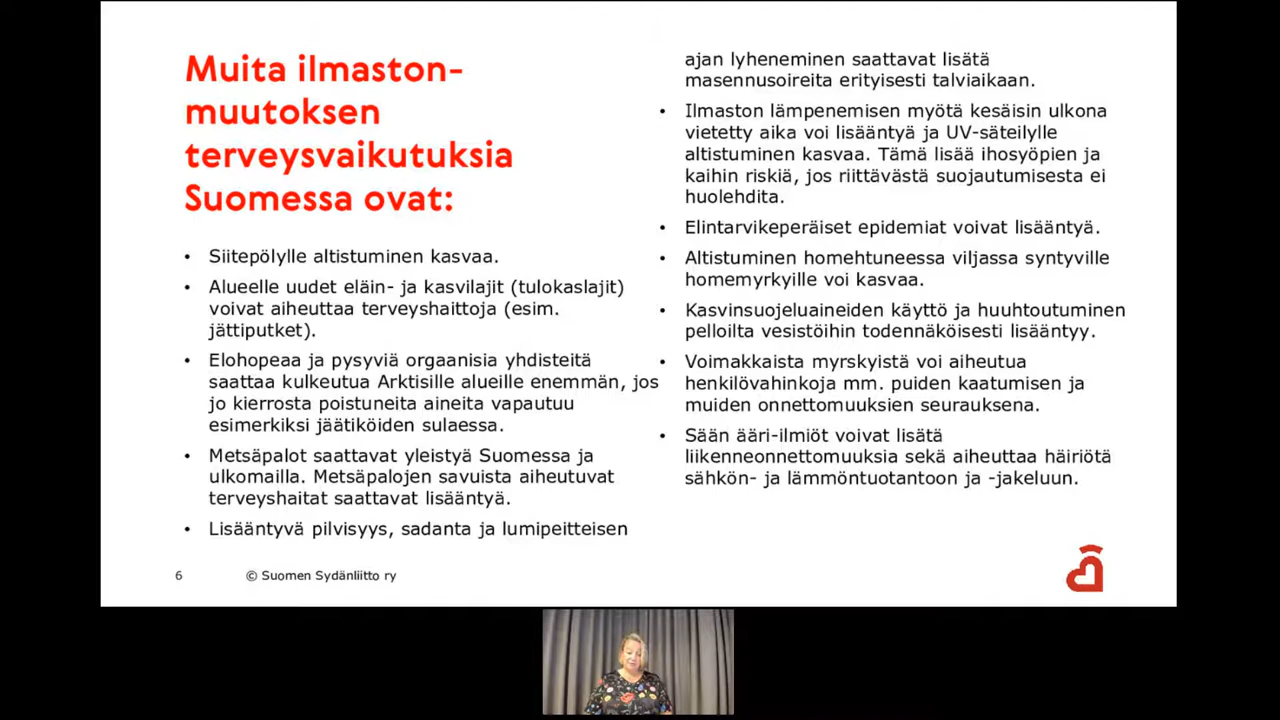 Muita ilmaston-
muutoksen
terveysvaikutuksia
Suomessa ovat:
• Siitepölylle altistuminen kasvaa.
• Alueelle uudet eläin- ja kasvilajit (tulokaslajit)
voivat aiheuttaa terveyshaittoja (esim.
jättiputket).
• Elohopeaa ja pysyviä orgaanisia yhdisteitä
saattaa kulkeutua Arktisille alueille enemmän, jos
jo kierrosta poistuneita aineita vapautuu
esimerkiksi jäätiköiden sulaessa.
• Metsäpalot saattavat yleistyä Suomessa ja
ulkomailla. Metsäpalojen savuista aiheutuvat
terveyshaitat saattavat lisääntyä.
• Lisääntyvä pilvisyys, sadanta ja lumipeitteisen
ajan lyheneminen saattavat lisätä
masennusoireita erityisesti talviaikaan.
• Ilmaston lämpenemisen myötä kesäisin ulkona
vietetty aika voi lisääntyä ja UV-säteilylle
altistuminen kasvaa. Tämä lisää ihosyöpien ja
kaihin riskiä, jos riittävästä suojautumisesta ei
huolehdita.
• Elintarvikeperäiset epidemiat voivat lisääntyä.
• Altistuminen homehtuneessa viljassa syntyville
homemyrkyille voi kasvaa.
• Kasvinsuojeluaineiden käyttö ja huuhtoutuminen
pelloilta vesistöihin todennäköisesti lisääntyy.
• Voimakkaista myrskyistä voi aiheutua
henkilövahinkoja mm. puiden kaatumisen ja
muiden onnettomuuksien seurauksena.
• Sään ääri-ilmiöt voivat lisätä
liikenneonnettomuuksia sekä aiheuttaa häiriötä
sähkön- ja lämmöntuotantoon ja -jakeluun.
6 © Suomen Sydänliitto ry